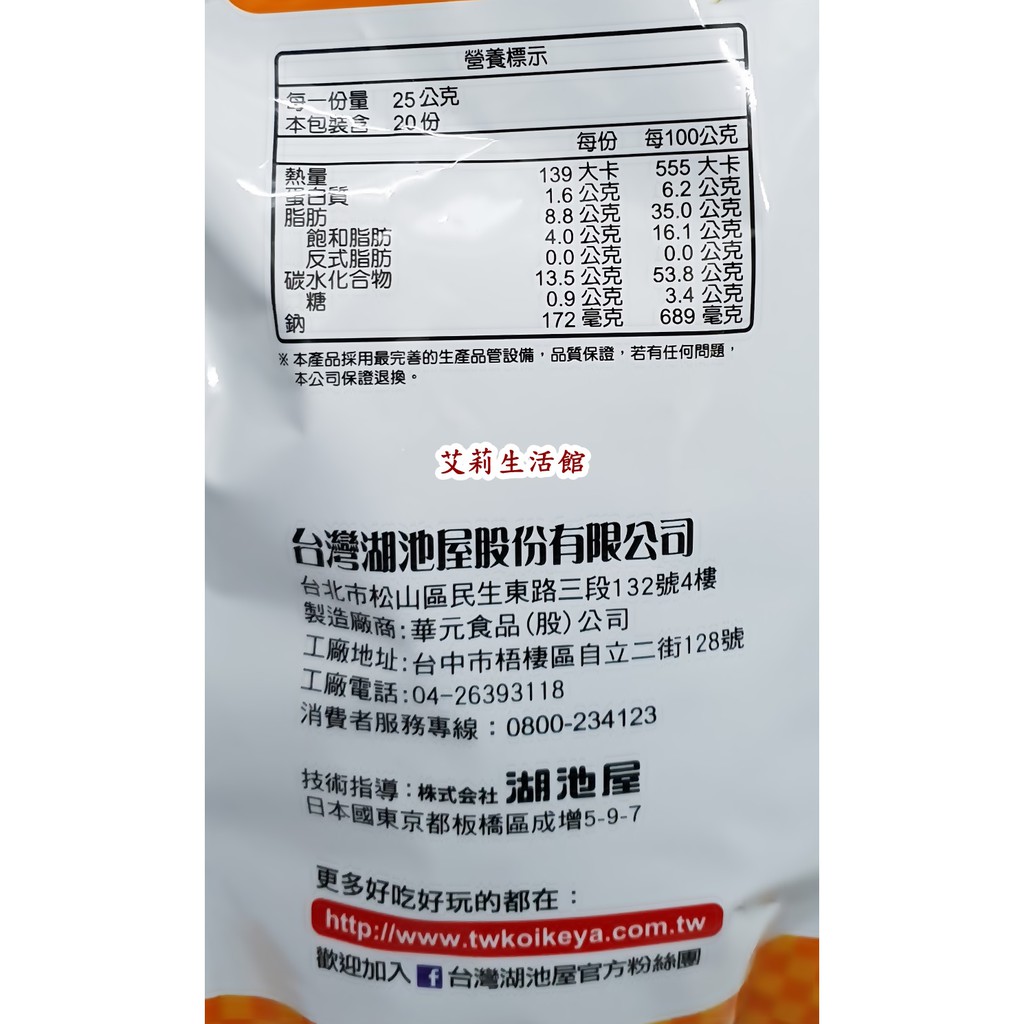 營養標示
每一份量 25公克
本包裝含 20份
每份 每100公克
熱量 139 大卡 555 大卡
蛋白質 1.6 公克 6.2 公克
脂肪 8.8 公克 35.0 公克
飽和脂肪 4.0 公克 16.1 公克
反式脂肪 0.0 公克 0.0 公克
碳水化合物 13.5 公克 53.8 公克
糖 0.9 公克 3.4 公克
鈉 172 毫克 689 毫克
※本產品採用最完善的生產品管設備，品質保證，若有任何問題，
本公司保證退換。
艾莉生活館
台灣湖池屋股份有限公司
台北市松山區民生東路三段132號4樓
製造廠商:華元食品(股)公司
工廠地址:台中市梧棲區自立二街128號
工廠電話:04-26393118
消費者服務專線：0800-234123
技術指導：株式会社 湖池屋
日本國東京都板橋區成增5-9-7
更多好吃好玩的都在：
http://www.twkoikeya.com.tw
歡迎加入 f 台灣湖池屋官方粉絲團